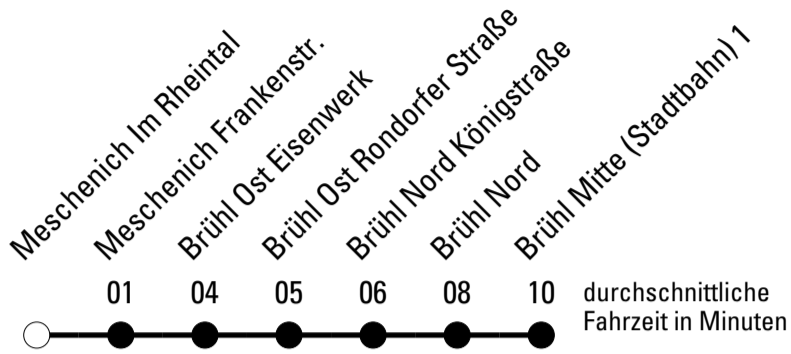 Meschenich Im Rheintal
Meschenich Frankenstr.
Brühl Ost Eisenwerk
Brühl Ost Rondorfer Straße
Brühl Nord Königstraße
Brühl Nord
Brühl Mitte (Stadtbahn) 1
01 04 05 06 08 10
durchschnittliche
Fahrzeit in Minuten